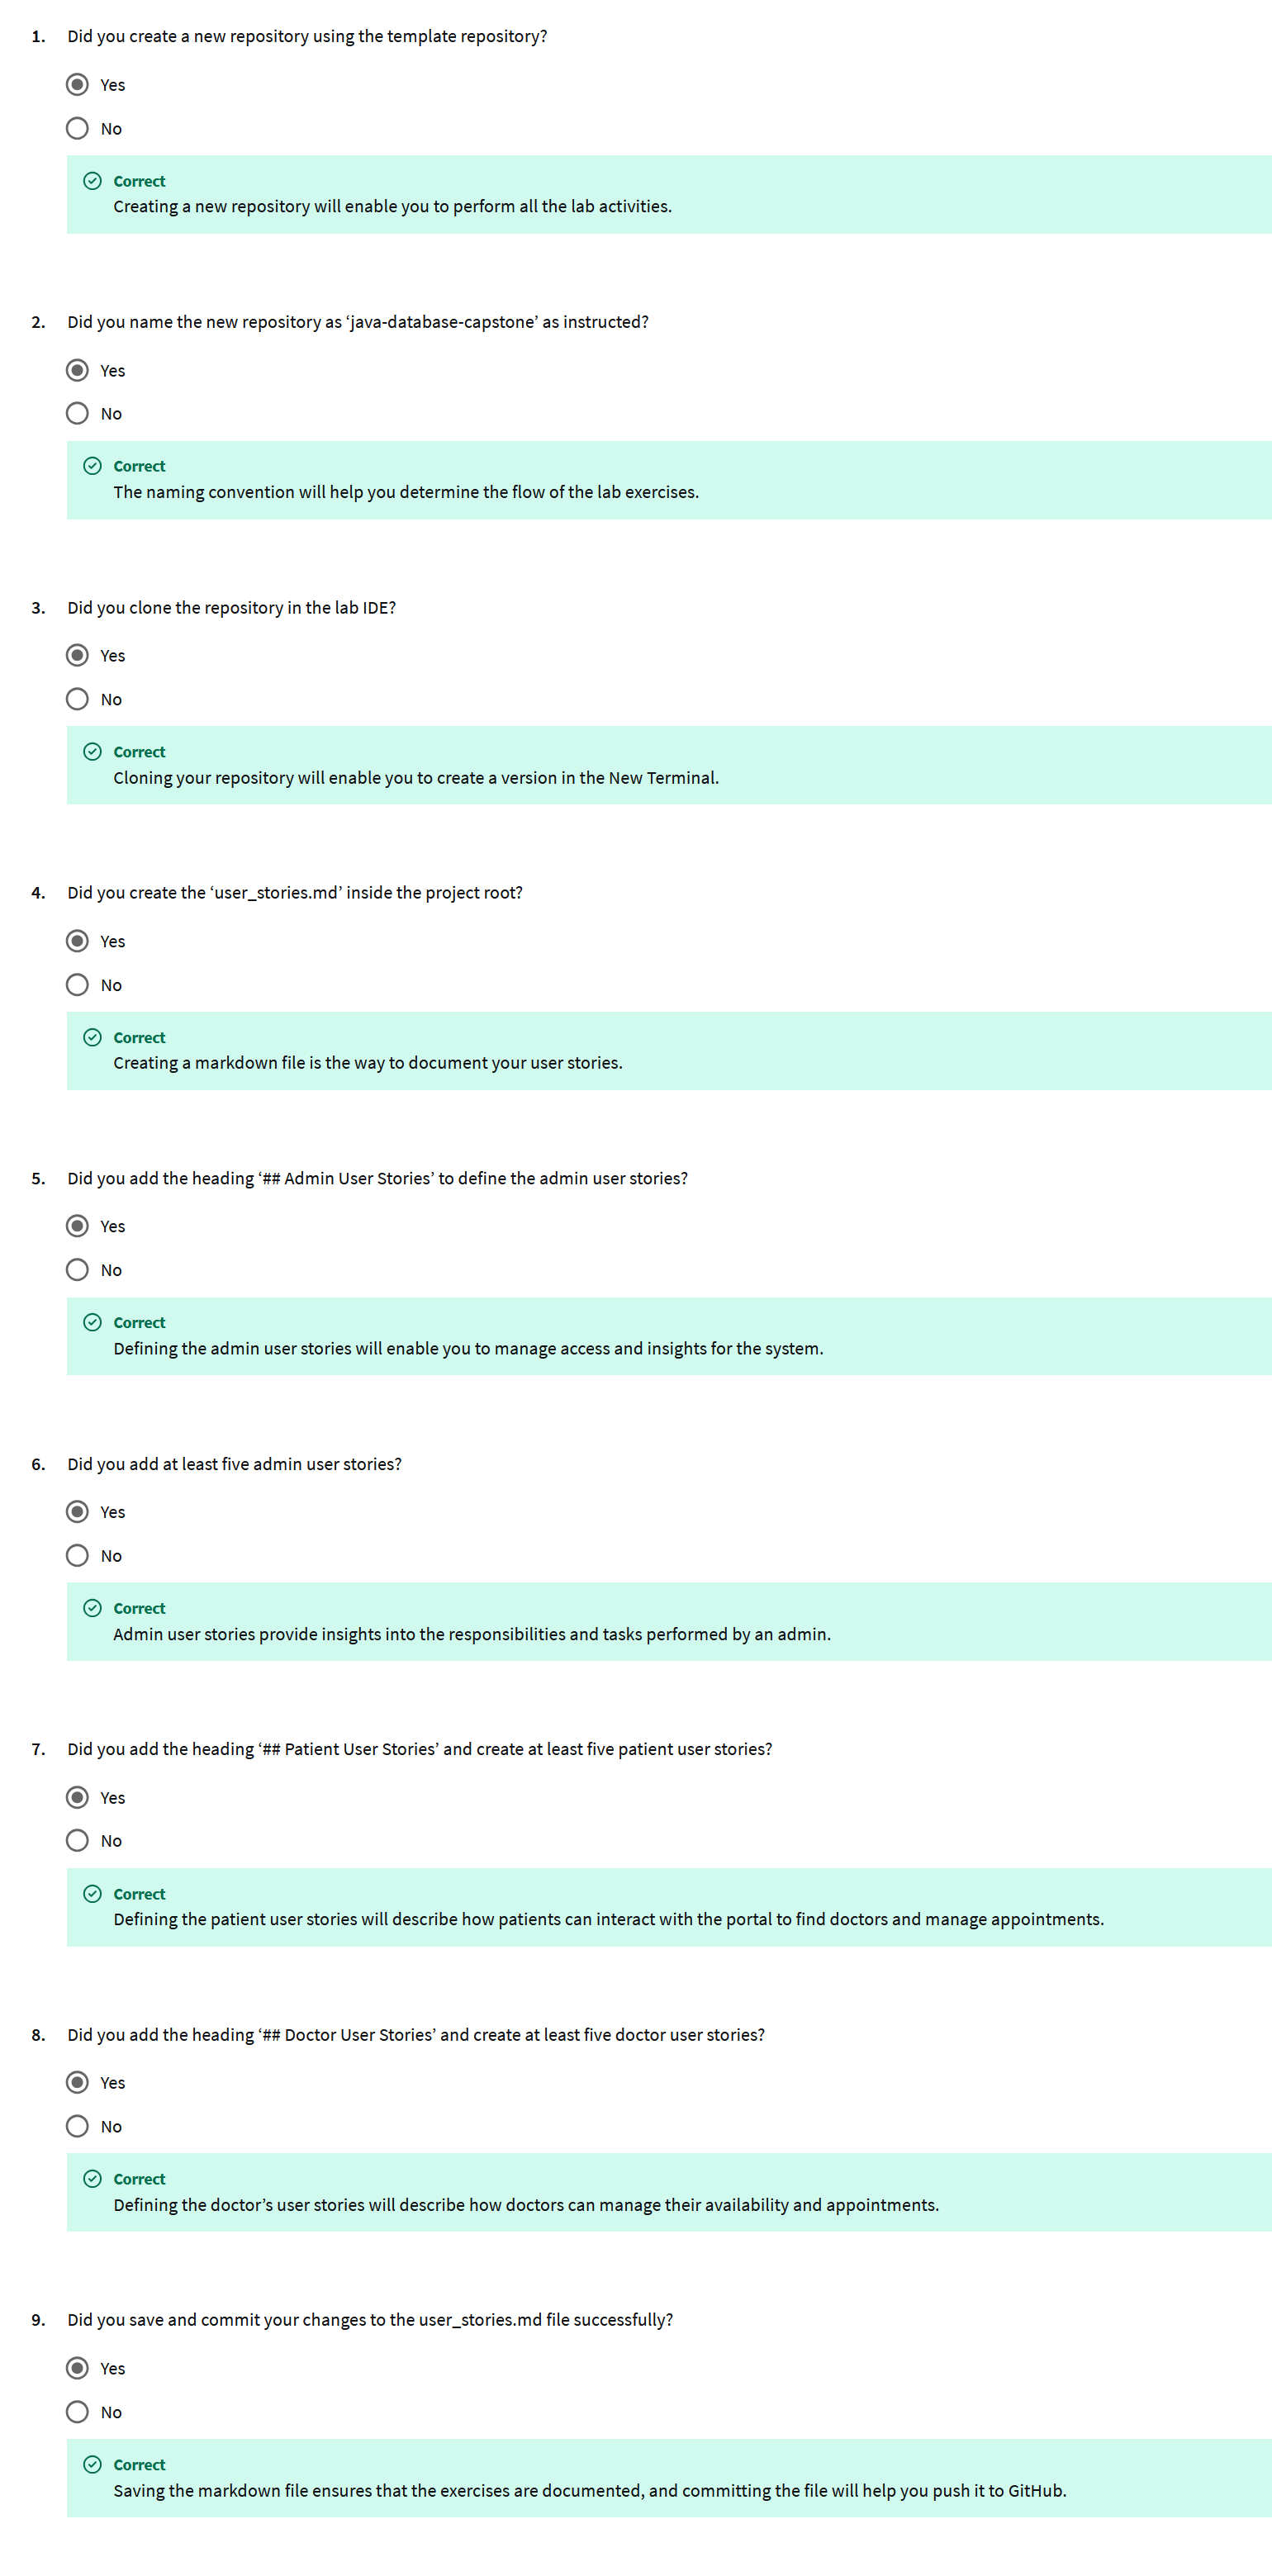 1. Did you create a new repository using the template repository?
Yes
No
Correct
Creating a new repository will enable you to perform all the lab activities.
2. Did you name the new repository as ‘java-database-capstone’ as instructed?
Yes
No
Correct
The naming convention will help you determine the flow of the lab exercises.
3. Did you clone the repository in the lab IDE?
Yes
No
Correct
Cloning your repository will enable you to create a version in the New Terminal.
4. Did you create the ‘user_stories.md’ inside the project root?
Yes
No
Correct
Creating a markdown file is the way to document your user stories.
5. Did you add the heading ‘## Admin User Stories’ to define the admin user stories?
Yes
No
Correct
Defining the admin user stories will enable you to manage access and insights for the system.
6. Did you add at least five admin user stories?
Yes
No
Correct
Admin user stories provide insights into the responsibilities and tasks performed by an admin.
7. Did you add the heading ‘## Patient User Stories’ and create at least five patient user stories?
Yes
No
Correct
Defining the patient user stories will describe how patients can interact with the portal to find doctors and manage appointments.
8. Did you add the heading ‘## Doctor User Stories’ and create at least five doctor user stories?
Yes
No
Correct
Defining the doctor’s user stories will describe how doctors can manage their availability and appointments.
9. Did you save and commit your changes to the user_stories.md file successfully?
Yes
No
Correct
Saving the markdown file ensures that the exercises are documented, and committing the file will help you push it to GitHub.